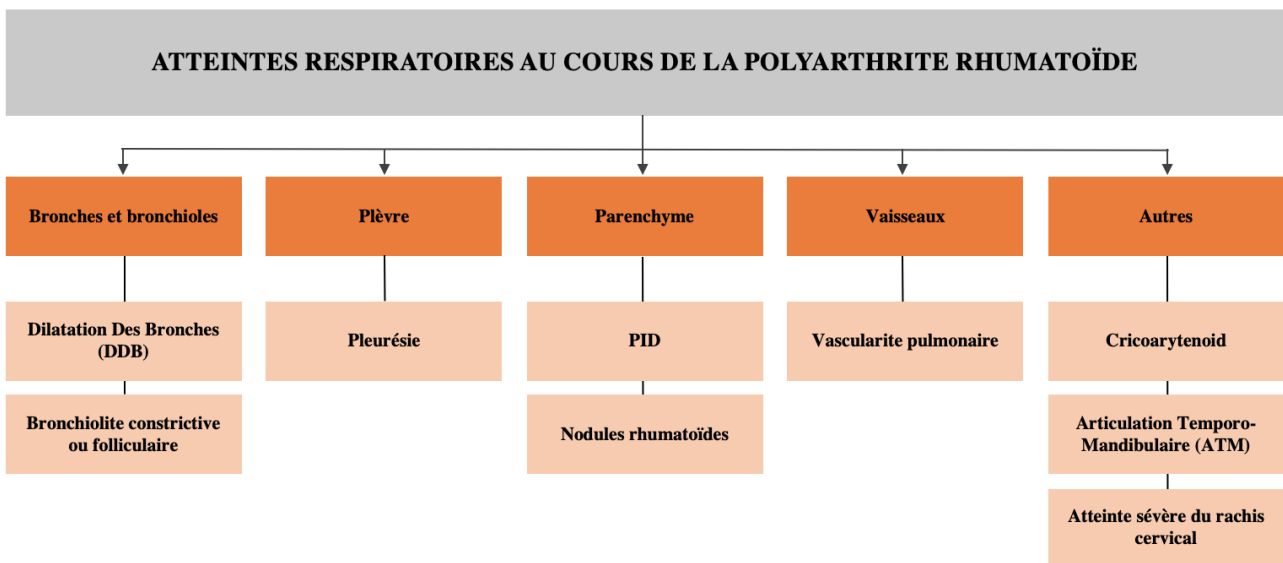 ATTEINTES RESPIRATOIRES AU COURS DE LA POLYARTHRITE RHUMATOÏDE
Bronches et bronchioles
Plèvre
Parenchyme
Vaisseaux
Autres
Dilatation Des Bronches
(DDB)
Pleurésie
PID
Vascularite pulmonaire
Cricoarytenoid
Bronchiolite constrictive
ou folliculaire
Nodules rhumatoïdes
Articulation Temporo-
Mandibulaire (ATM)
Atteinte sévère du rachis
cervical